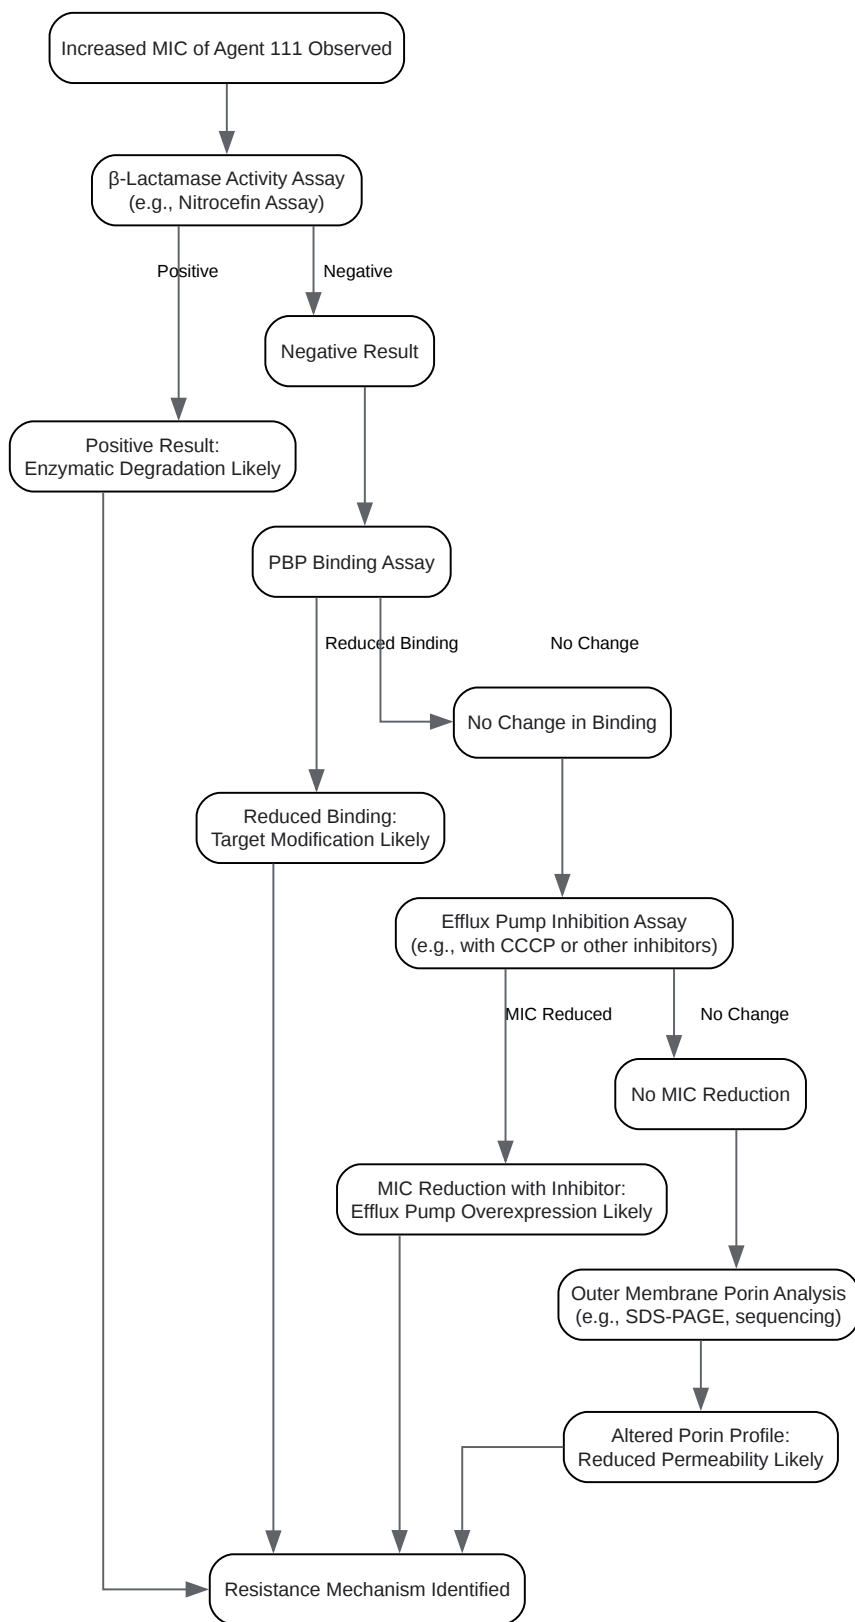 Increased MIC of Agent 111 Observed
β-Lactamase Activity Assay
(e.g., Nitrocefin Assay)
Positive
Negative
Negative Result
Positive Result:
Enzymatic Degradation Likely
PBP Binding Assay
Reduced Binding
No Change
No Change in Binding
Reduced Binding:
Target Modification Likely
Efflux Pump Inhibition Assay
(e.g., with CCCP or other inhibitors)
MIC Reduced
No Change
No MIC Reduction
MIC Reduction with Inhibitor:
Efflux Pump Overexpression Likely
Outer Membrane Porin Analysis
(e.g., SDS-PAGE, sequencing)
Altered Porin Profile:
Reduced Permeability Likely
Resistance Mechanism Identified